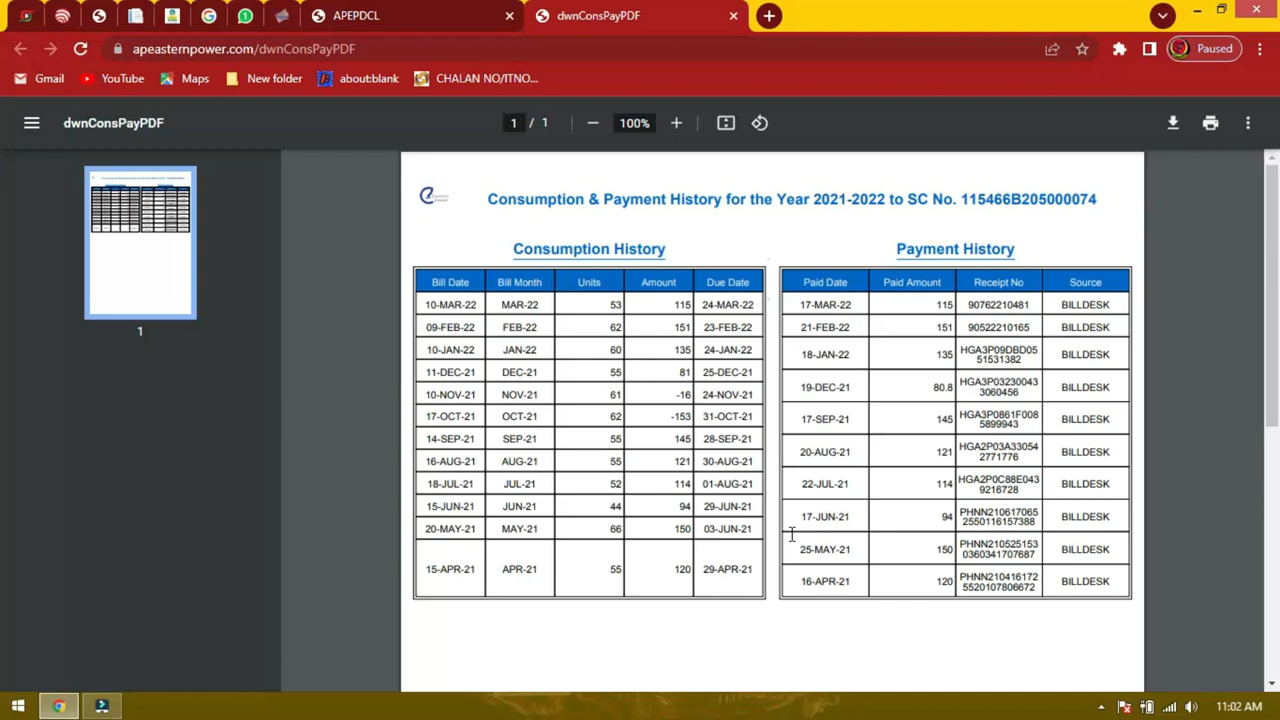 APEPDCL
dwnConsPayPDF
apeasternpower.com/dwnConsPayPDF
Paused
Gmail YouTube Maps New folder about:blank CHALAN NO/ITNO...
dwnConsPayPDF
1 / 1
100%
1
Consumption & Payment History for the Year 2021-2022 to SC No. 115466B205000074
Consumption History
Bill Date Bill Month Units Amount Due Date
10-MAR-22 MAR-22 53 115 24-MAR-22
09-FEB-22 FEB-22 62 151 23-FEB-22
10-JAN-22 JAN-22 60 135 24-JAN-22
11-DEC-21 DEC-21 55 81 25-DEC-21
10-NOV-21 NOV-21 61 -16 24-NOV-21
17-OCT-21 OCT-21 62 -153 31-OCT-21
14-SEP-21 SEP-21 55 145 28-SEP-21
16-AUG-21 AUG-21 55 121 30-AUG-21
18-JUL-21 JUL-21 52 114 01-AUG-21
15-JUN-21 JUN-21 44 94 29-JUN-21
20-MAY-21 MAY-21 66 150 03-JUN-21
15-APR-21 APR-21 55 120 29-APR-21
Payment History
Paid Date Paid Amount Receipt No Source
17-MAR-22 115 90762210481 BILLDESK
21-FEB-22 151 90522210165 BILLDESK
18-JAN-22 135 HGA3P09DBD05 BILLDESK
51531382
19-DEC-21 80.8 HGA3P03230043 BILLDESK
3060456
17-SEP-21 145 HGA3P0861F008 BILLDESK
5899943
20-AUG-21 121 HGA2P03A33054 BILLDESK
2771776
22-JUL-21 114 HGA2P0C88E043 BILLDESK
9216728
17-JUN-21 94 PHNN210617065 BILLDESK
2550116157388
25-MAY-21 150 PHNN210525153 BILLDESK
0360341707687
16-APR-21 120 PHNN210416172 BILLDESK
5520107806672
11:02 AM